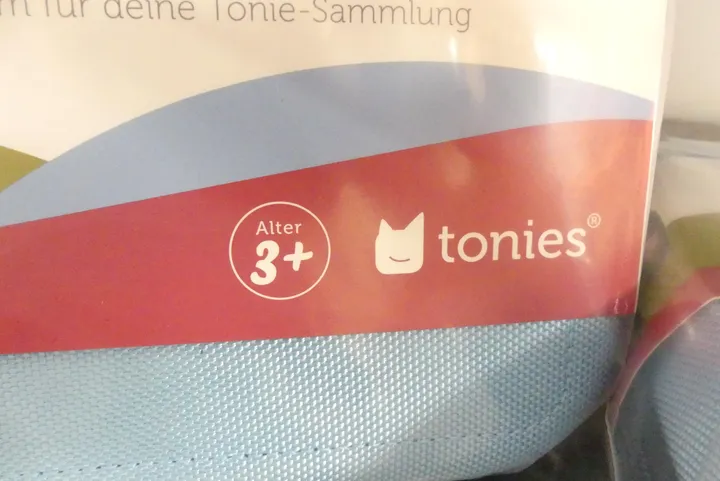 für deine Tonie-Sammlung
Alter
3+
tonies®